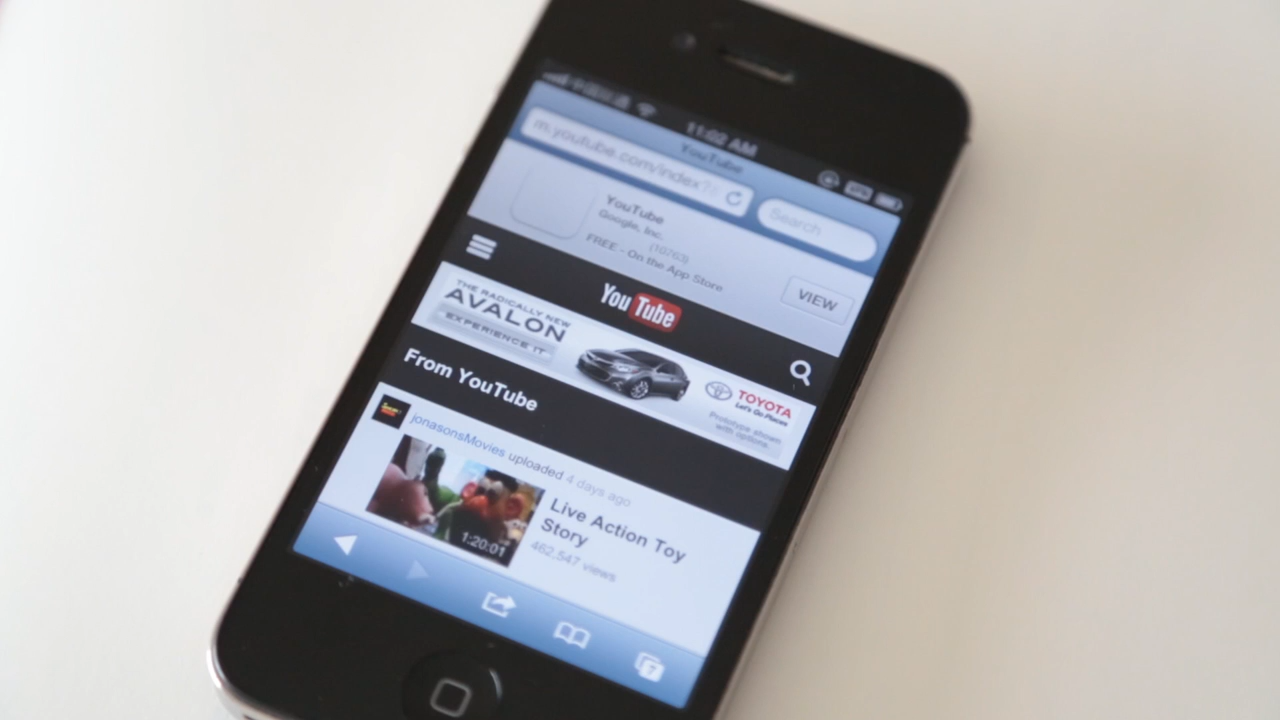 11:02 AM
YouTube
m.youtube.com/index?
Search
YouTube
Google, Inc.
(10763)
FREE - On the App Store
VIEW
YouTube
THE RADICALLY NEW
AVALON
EXPERIENCE IT
TOYOTA
Let's Go Places
Prototype shown
with options.
From YouTube
jonasonsMovies uploaded 4 days ago
Live Action Toy
Story
462,547 views
1:20:01
7